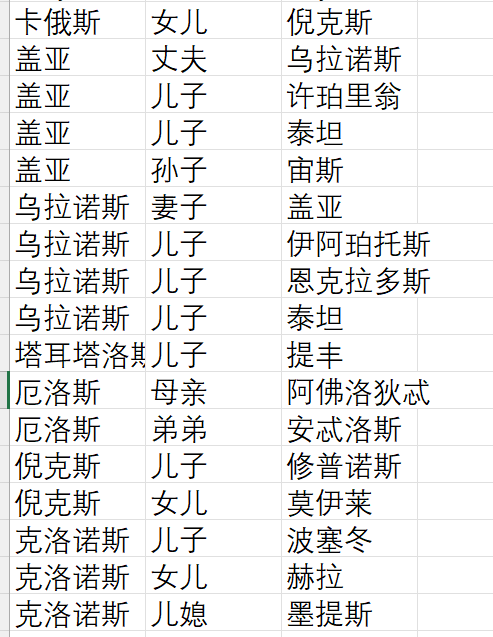 卡俄斯 女儿 倪克斯
盖亚 丈夫 乌拉诺斯
盖亚 儿子 许珀里翁
盖亚 儿子 泰坦
盖亚 孙子 宙斯
乌拉诺斯 妻子 盖亚
乌拉诺斯 儿子 伊阿珀托斯
乌拉诺斯 儿子 恩克拉多斯
乌拉诺斯 儿子 泰坦
塔耳塔洛斯 儿子 提丰
厄洛斯 母亲 阿佛洛狄忒
厄洛斯 弟弟 安忒洛斯
倪克斯 儿子 修普诺斯
倪克斯 女儿 莫伊莱
克洛诺斯 儿子 波塞冬
克洛诺斯 女儿 赫拉
克洛诺斯 儿媳 墨提斯